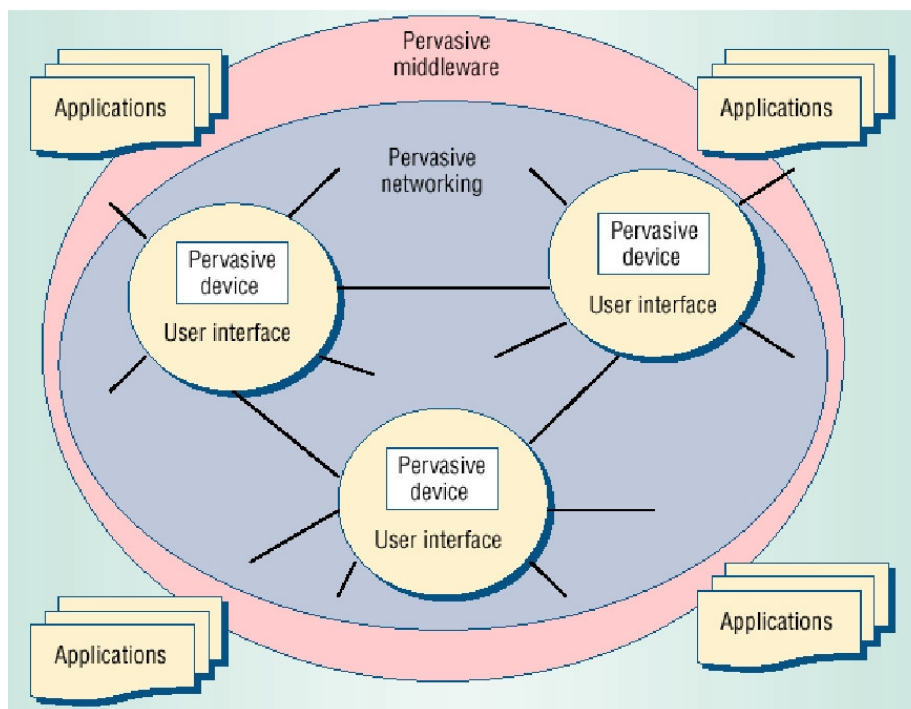 Pervasive
middleware
Applications
Applications
Pervasive
networking
Pervasive
device
User interface
Pervasive
device
User interface
Pervasive
device
User interface
Applications
Applications